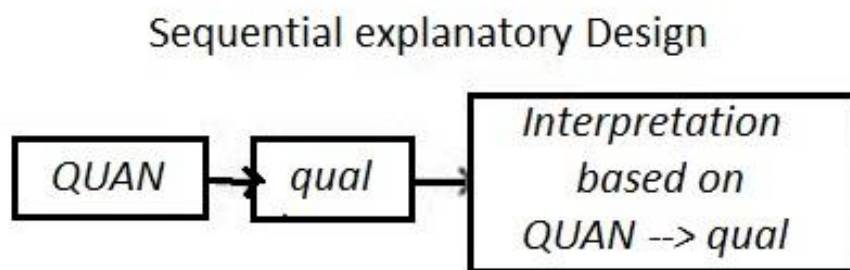 Sequential explanatory Design
QUAN
qual
Interpretation
based on
QUAN --> qual